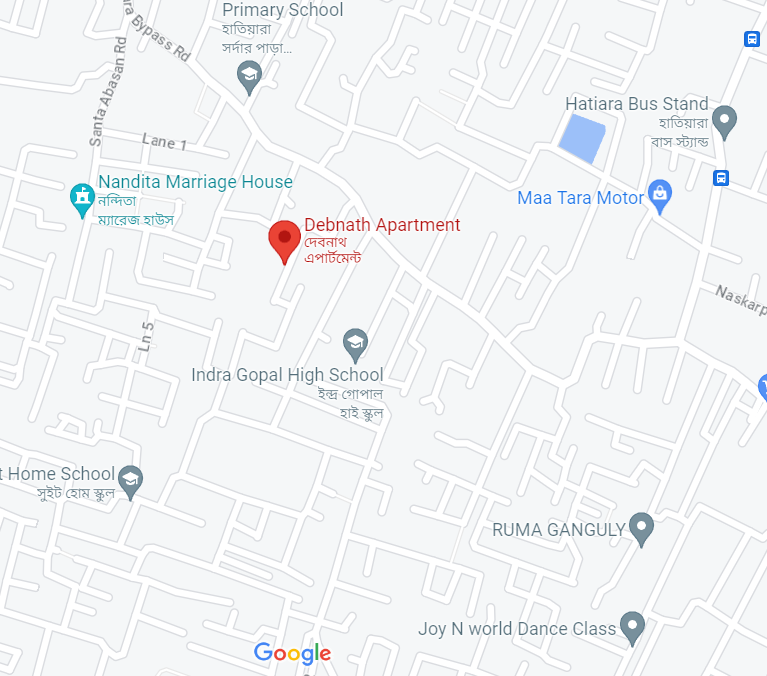 Primary School
হাতিয়ারা
সর্দার পাড়া...
Bypass Rd
Santa Abasan Rd
Lane 1
Hatiara Bus Stand
হাতিয়ারা
বাস স্ট্যান্ড
Nandita Marriage House
নন্দিতা
ম্যারেজ হাউস
Maa Tara Motor
Debnath Apartment
দেবনাথ
এপার্টমেন্ট
Naskarp
Ln 5
Indra Gopal High School
ইন্দ্র গোপাল
হাই স্কুল
t Home School
সুইট হোম স্কুল
RUMA GANGULY
Joy N world Dance Class
Google